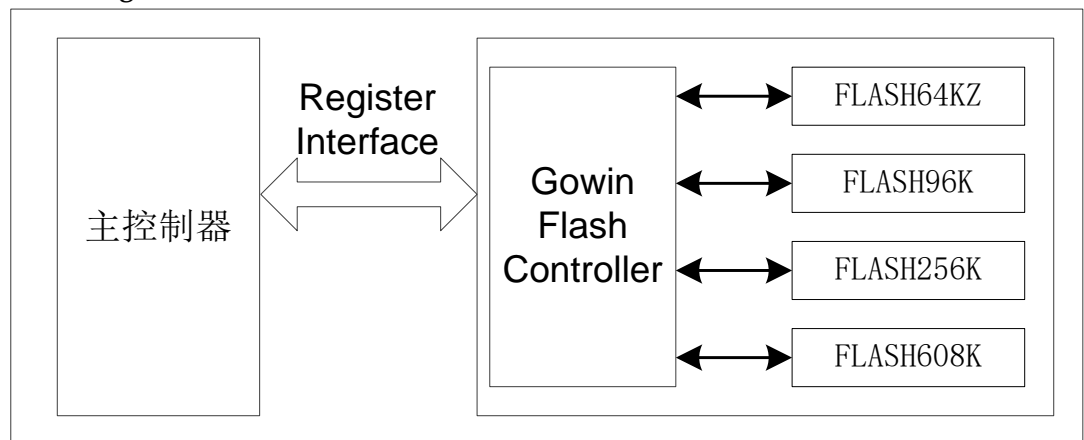 主控制器
Register
Interface
Gowin
Flash
Controller
FLASH64KZ
FLASH96K
FLASH256K
FLASH608K